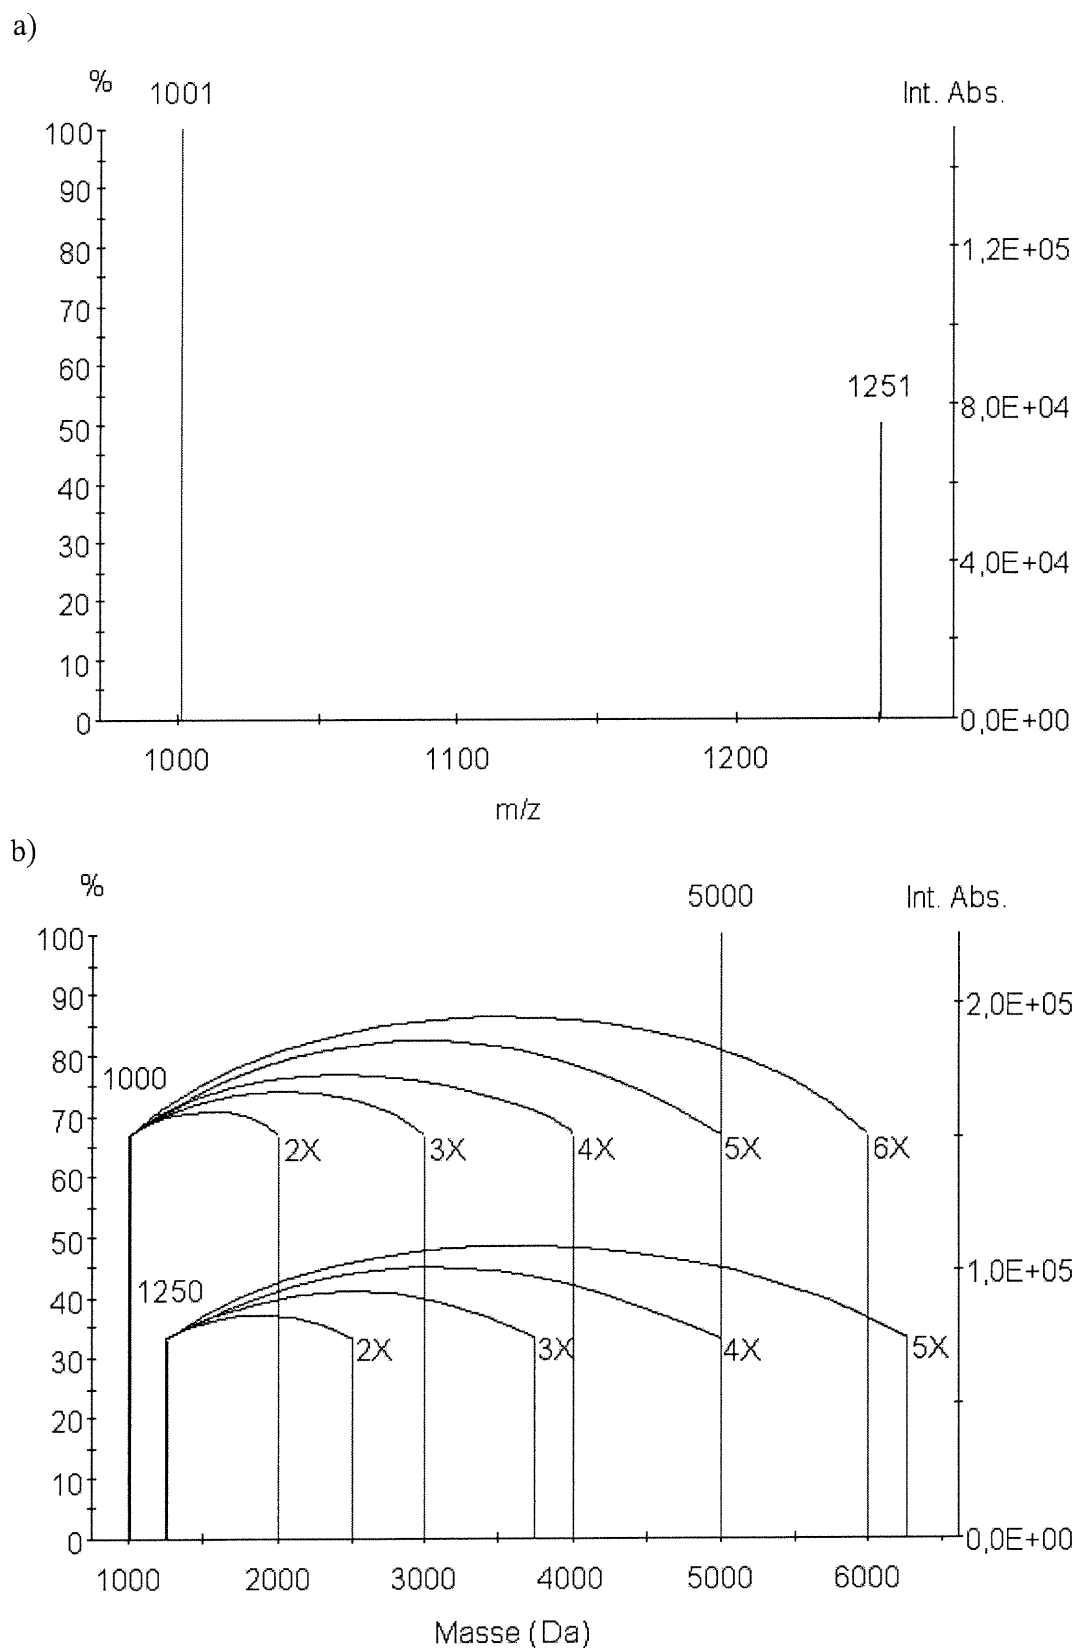 a)
% 1001 Int. Abs.
100
90
80 1,2E+05
70
60 1251
50 8,0E+04
40
30 4,0E+04
20
10
0 0,0E+00
1000 1100 1200
m/z
b)
% 5000 Int. Abs.
100
90 2,0E+05
80
1000
70
2X 3X 4X 5X 6X
60
50
1250 1,0E+05
40
30 2X 3X 4X 5X
20
10
0 0,0E+00
1000 2000 3000 4000 5000 6000
Masse (Da)